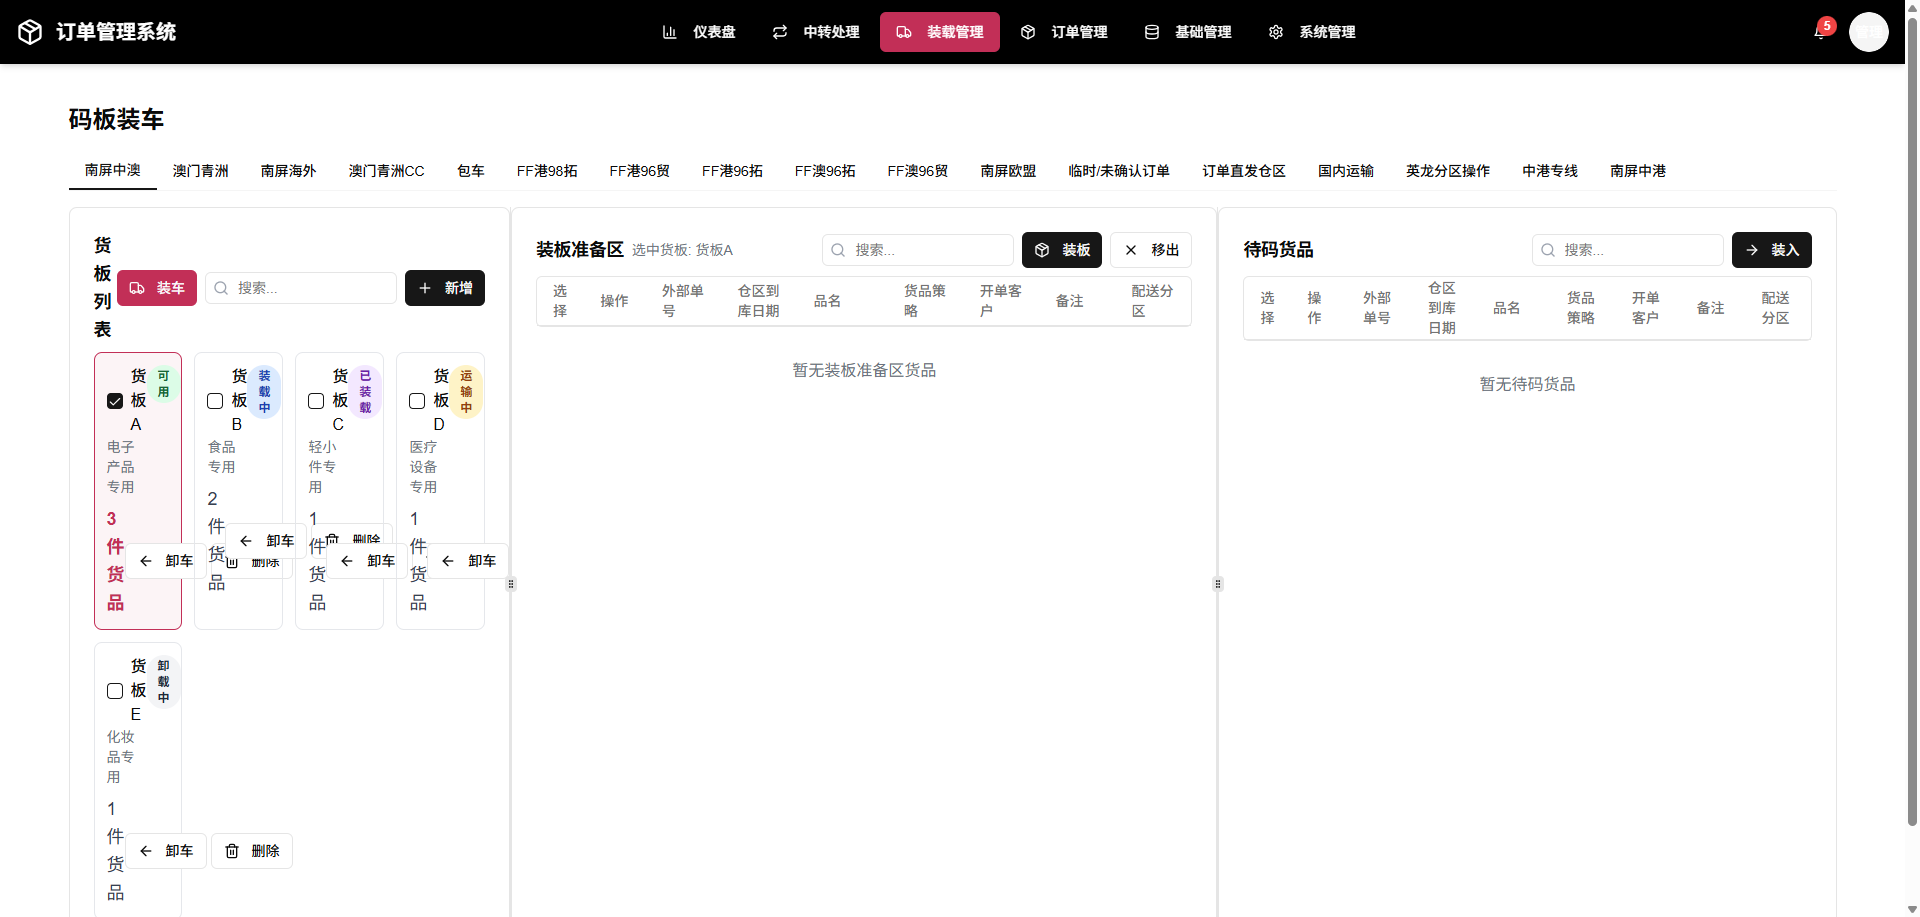 订单管理系统
仪表盘
中转处理
装载管理
订单管理
基础管理
系统管理
5
码板装车
南屏中澳
澳门青洲
南屏海外
澳门青洲CC
包车
FF港98拓
FF港96贸
FF港96拓
FF澳96拓
FF澳96贸
南屏欧盟
临时/未确认订单
订单直发仓区
国内运输
英龙分区操作
中港专线
南屏中港
货
板
列
表
装车
搜索...
新增
货
板
A
可
用
电子
产品
专用
3
件
货
品
卸车
删除
货
板
B
装
载
中
食品
专用
2
件
货
品
卸车
删除
货
板
C
已
装
载
轻小
件专
用
1
件
货
品
卸车
货
板
D
运
输
中
医疗
设备
专用
1
件
货
品
卸车
货
板
E
卸
载
中
化妆
品专
用
1
件
货
品
卸车
删除
装板准备区
选中货板: 货板A
搜索...
装板
移出
选
择
操作
外部单
号
仓区到
库日期
品名
货品策
略
开单客
户
备注
配送分
区
暂无装板准备区货品
待码货品
搜索...
装入
选
择
操
作
外部
单号
仓区
到库
日期
品名
货品
策略
开单
客户
备注
配送
分区
暂无待码货品